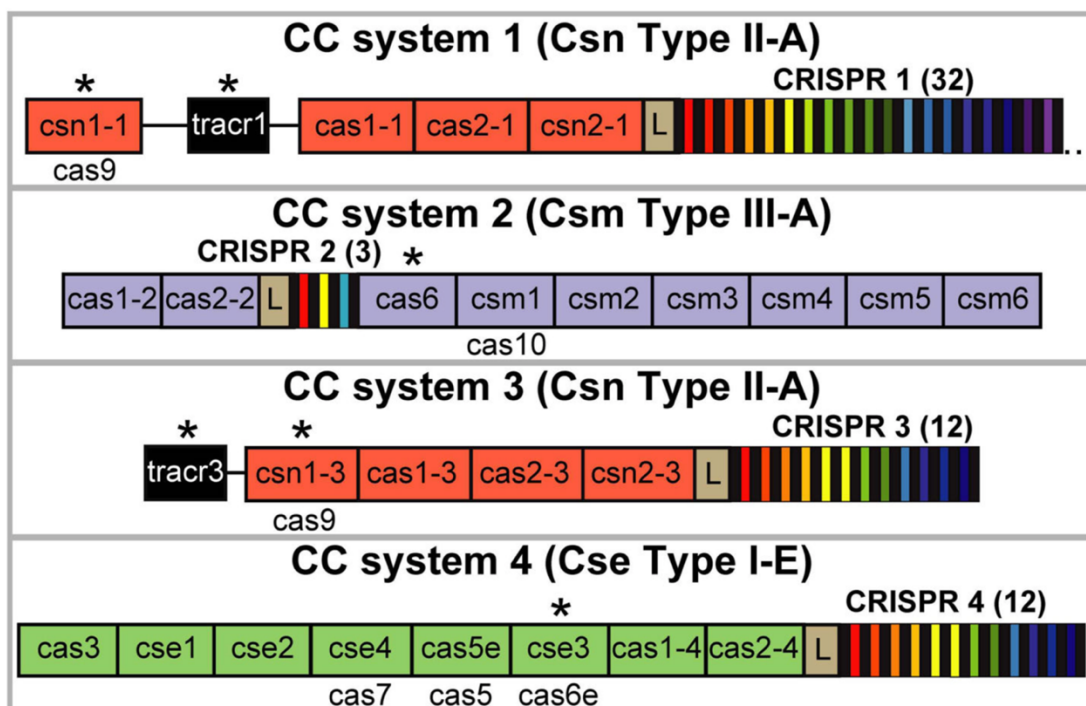 CC system 1 (Csn Type II-A)
* * CRISPR 1 (32)
csn1-1 tracr1 cas1-1 cas2-1 csn2-1 L ...
cas9
CC system 2 (Csm Type III-A)
CRISPR 2 (3) *
cas1-2 cas2-2 L cas6 csm1 csm2 csm3 csm4 csm5 csm6
cas10
CC system 3 (Csn Type II-A)
* * CRISPR 3 (12)
tracr3 csn1-3 cas1-3 cas2-3 csn2-3 L
cas9
CC system 4 (Cse Type I-E)
* CRISPR 4 (12)
cas3 cse1 cse2 cse4 cas5e cse3 cas1-4 cas2-4 L
cas7 cas5 cas6e